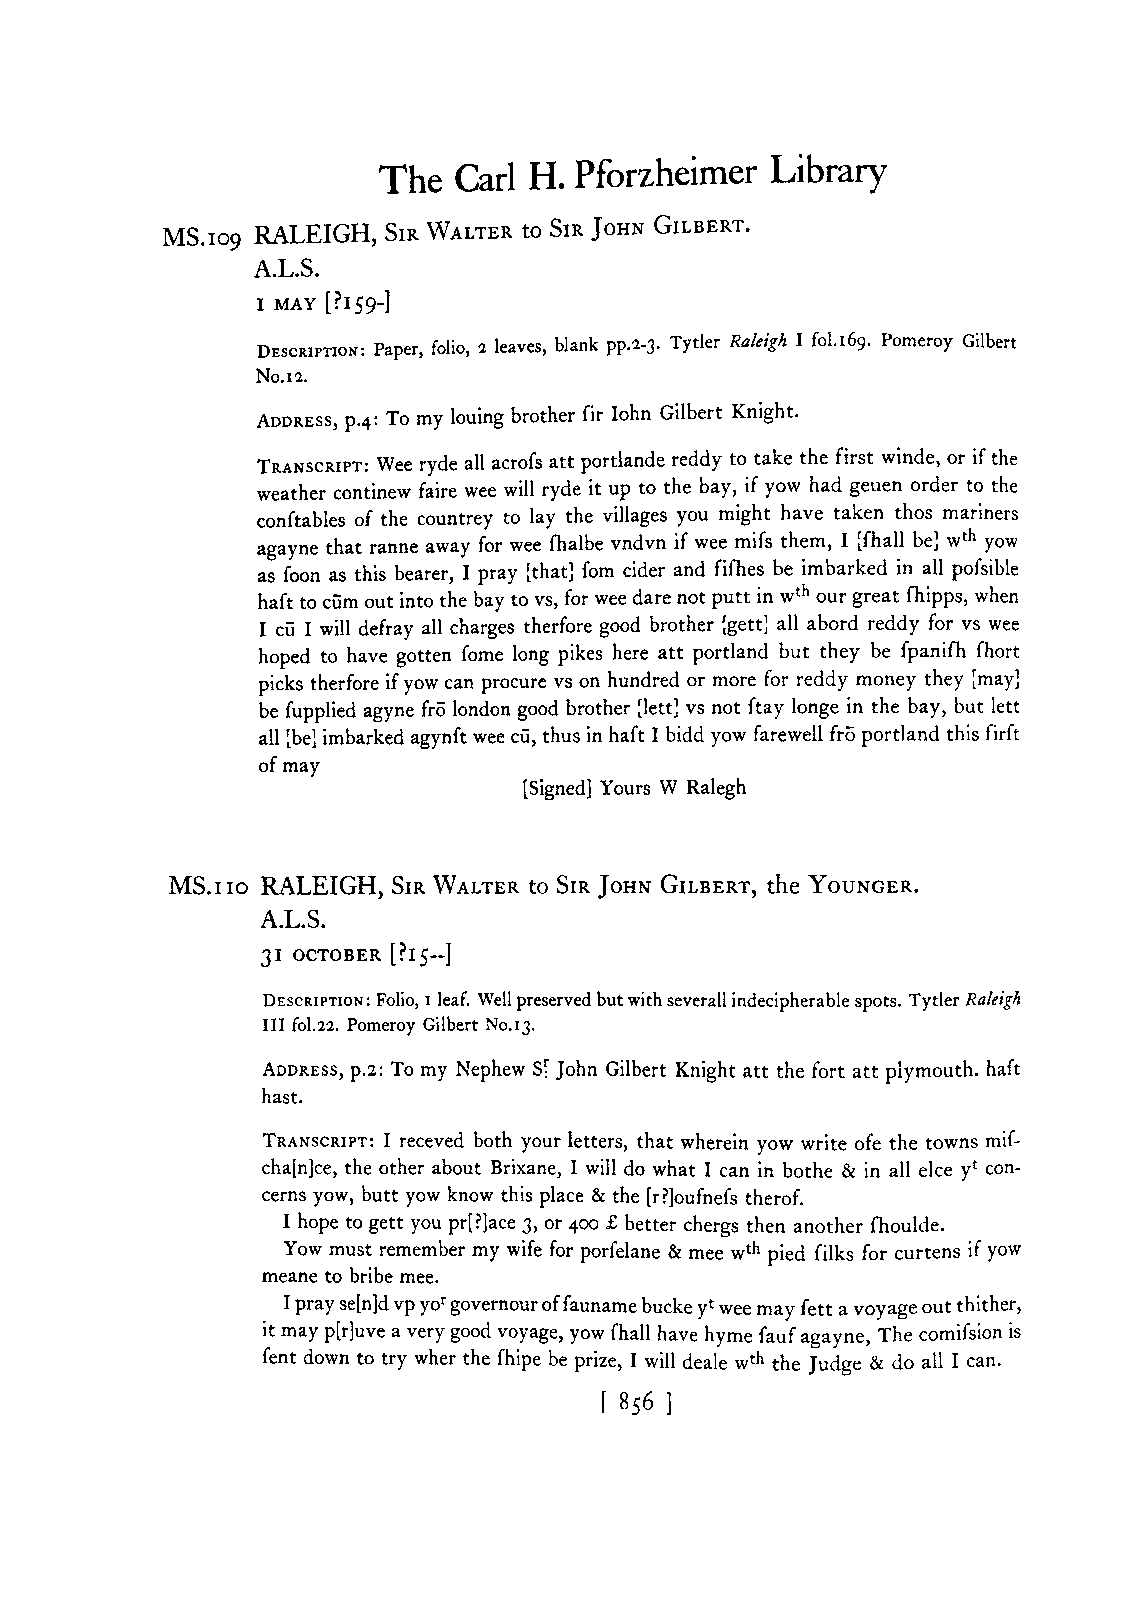 The Carl H. Pforzheimer Library
MS.109 RALEIGH, SIR WALTER to SIR JOHN GILBERT.
A.L.S.
1 MAY [?159-]
DESCRIPTION: Paper, folio, 2 leaves, blank pp.2-3. Tytler Raleigh I fol.169. Pomeroy Gilbert
No.12.
ADDRESS, p.4: To my louing brother ſir Iohn Gilbert Knight.
TRANSCRIPT: Wee ryde all acroſs att portlande reddy to take the first winde, or if the
weather continew faire wee will ryde it up to the bay, if yow had geuen order to the
conſtables of the countrey to lay the villages you might have taken thos mariners
agayne that ranne away for wee ſhalbe vndvn if wee miſs them, I [ſhall be] wth yow
as ſoon as this bearer, I pray [that] ſom cider and fiſhes be imbarked in all poſsible
haſt to cūm out into the bay to vs, for wee dare not putt in wth our great ſhipps, when
I cū I will defray all charges therfore good brother [gett] all abord reddy for vs wee
hoped to have gotten ſome long pikes here att portland but they be ſpaniſh ſhort
picks therfore if yow can procure vs on hundred or more for reddy money they [may]
be ſupplied agyne frō london good brother [lett] vs not ſtay longe in the bay, but lett
all [be] imbarked agynſt wee cū, thus in haſt I bidd yow farewell frō portland this firſt
of may
[Signed] Yours W Ralegh
MS.110 RALEIGH, SIR WALTER to SIR JOHN GILBERT, the YOUNGER.
A.L.S.
31 OCTOBER [?15--]
DESCRIPTION: Folio, 1 leaf. Well preserved but with severall indecipherable spots. Tytler Raleigh
III fol.22. Pomeroy Gilbert No.13.
ADDRESS, p.2: To my Nephew Sr John Gilbert Knight att the fort att plymouth. haſt
hast.
TRANSCRIPT: I receved both your letters, that wherein yow write ofe the towns miſ-
cha[n]ce, the other about Brixane, I will do what I can in bothe & in all elce yt con-
cerns yow, butt yow know this place & the [r?]ouſneſs therof.
I hope to gett you pr[?]ace 3, or 400 £ better chergs then another ſhoulde.
Yow must remember my wife for porſelane & mee wth pied ſilks for curtens if yow
meane to bribe mee.
I pray se[n]d vp yor governour of ſauname bucke yt wee may ſett a voyage out thither,
it may p[r]uve a very good voyage, yow ſhall have hyme ſauf agayne, The comiſsion is
ſent down to try wher the ſhipe be prize, I will deale wth the Judge & do all I can.
[ 856 ]